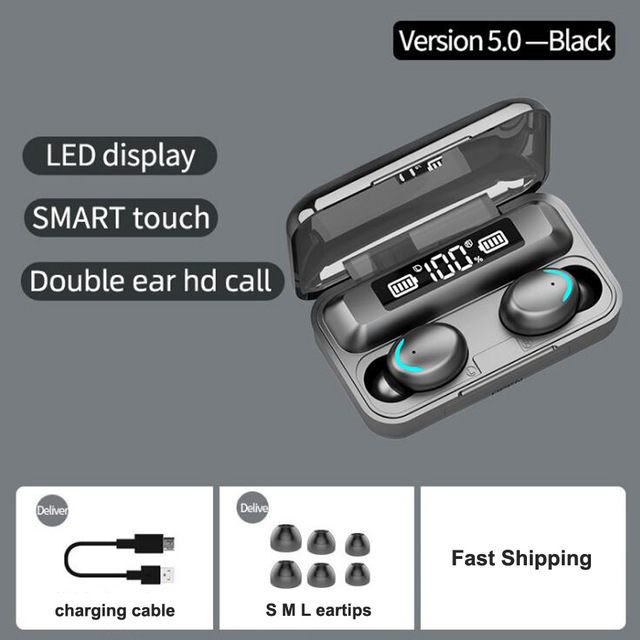 Version 5.0 —Black
LED display
SMART touch
Double ear hd call
100%
Deliver
charging cable
Delive
S M L eartips
Fast Shipping